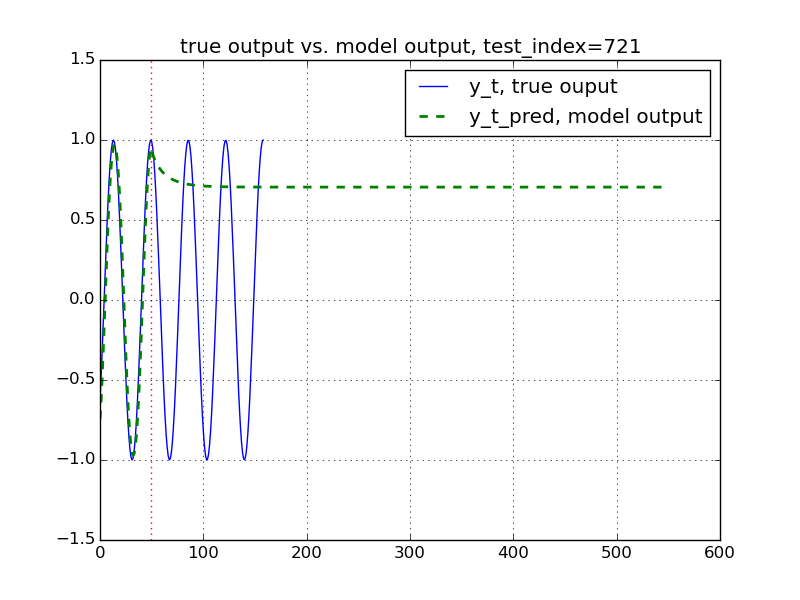 true output vs. model output, test_index=721
y_t, true ouput
y_t_pred, model output
1.5
1.0
0.5
0.0
−0.5
−1.0
−1.5
0 100 200 300 400 500 600